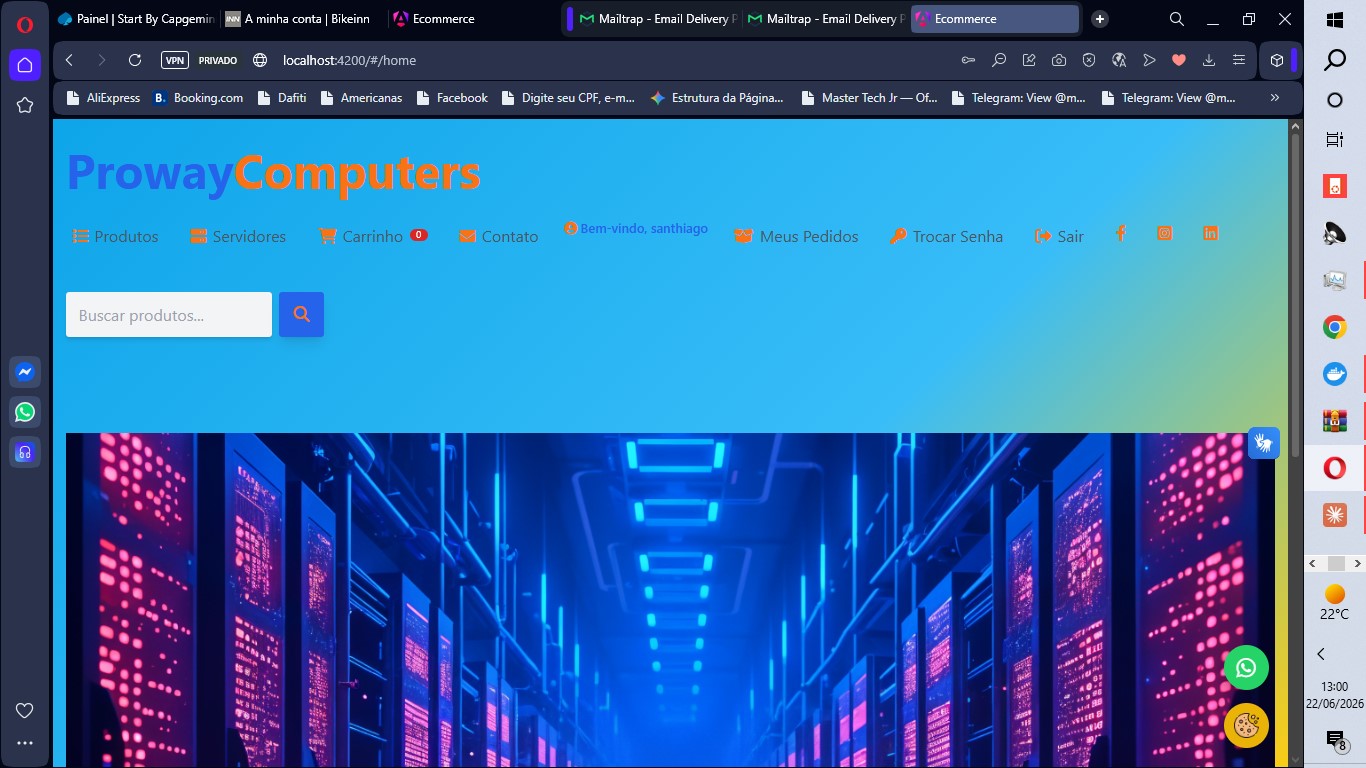 Painel | Start By Capgemin
A minha conta | Bikeinn
Ecommerce
Mailtrap - Email Delivery P
Mailtrap - Email Delivery P
Ecommerce
VPN
PRIVADO
localhost:4200/#/home
AliExpress
B. Booking.com
Dafiti
Americanas
Facebook
Digite seu CPF, e-m...
Estrutura da Página...
Master Tech Jr — Of...
Telegram: View @m...
Telegram: View @m...
ProwayComputers
Produtos
Servidores
Carrinho 0
Contato
Bem-vindo, santhiago
Meus Pedidos
Trocar Senha
Sair
Buscar produtos...
22°C
13:00
22/06/2026
8